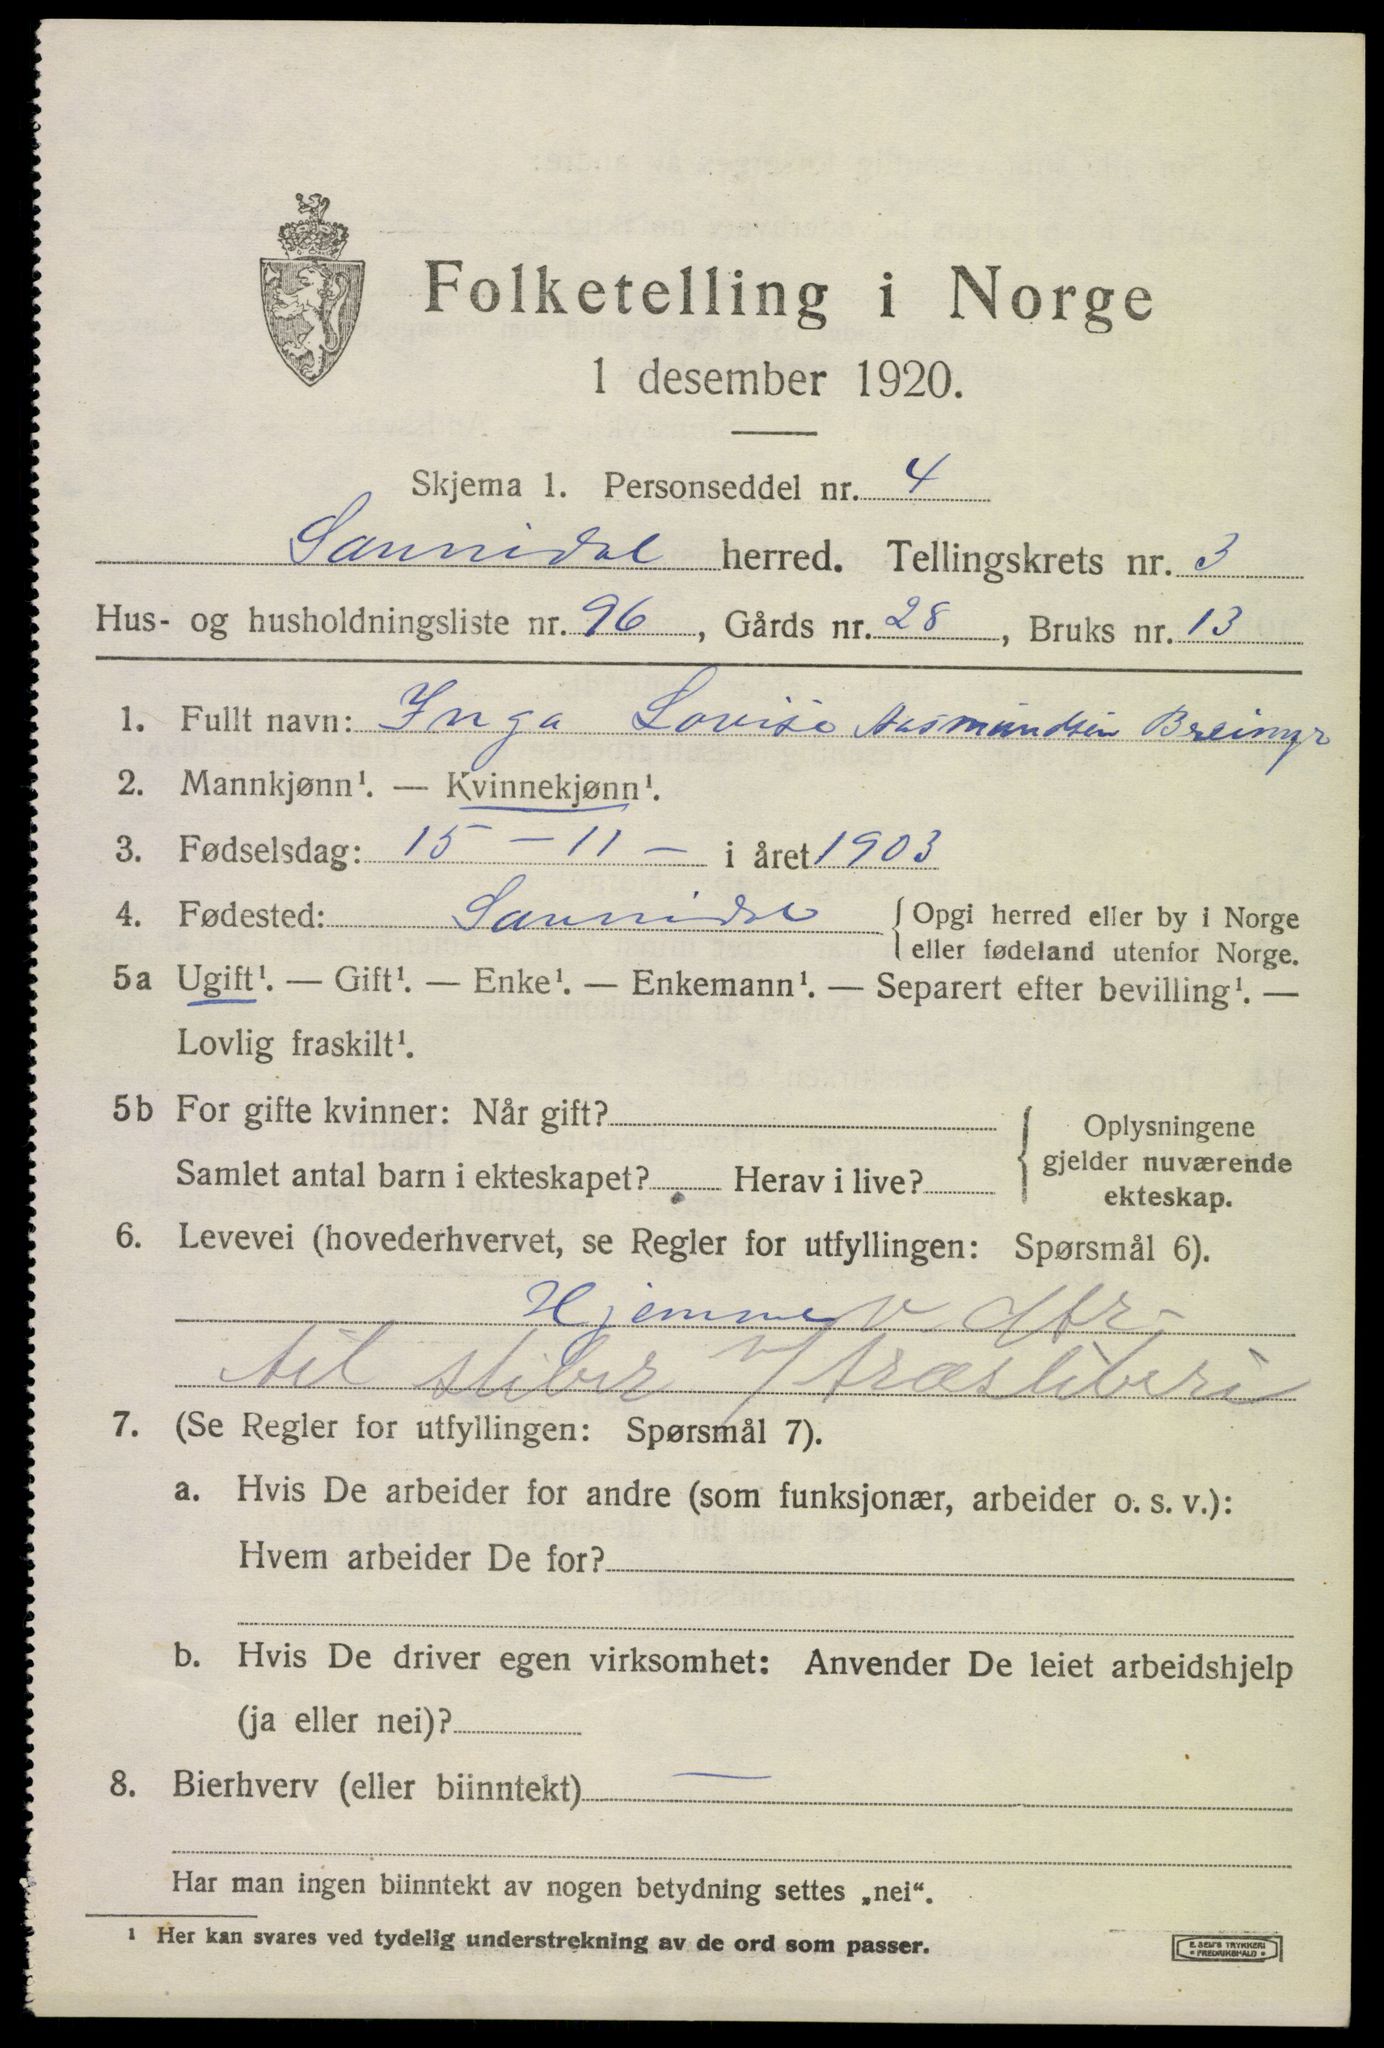 Folketelling i Norge
1 desember 1920.
Skjema 1. Personseddel nr. 4
Sannidal herred. Tellingskrets nr. 3
Hus- og husholdningsliste nr. 96, Gårds nr. 28, Bruks nr. 13
1. Fullt navn: Inga Lovise Aasmundsen Breimyr
2. Mannkjønn¹. — Kvinnekjønn¹.
3. Fødselsdag: 15 - 11 - i året 1903
4. Fødested: Sannidal { Opgi herred eller by i Norge
eller fødeland utenfor Norge.
5a Ugift¹. — Gift¹. — Enke¹. — Enkemann¹. — Separert efter bevilling¹. —
Lovlig fraskilt¹.
5b For gifte kvinner: Når gift?
Samlet antal barn i ekteskapet? Herav i live?
Oplysningene
gjelder nuværende
ekteskap.
6. Levevei (hovederhvervet, se Regler for utfyllingen: Spørsmål 6).
Hjemme
7. (Se Regler for utfyllingen: Spørsmål 7).
a. Hvis De arbeider for andre (som funksjonær, arbeider o. s. v.):
Hvem arbeider De for?
b. Hvis De driver egen virksomhet: Anvender De leiet arbeidshjelp
(ja eller nei)?
8. Bierhverv (eller biinntekt) —
Har man ingen biinntekt av nogen betydning settes „nei“.
¹ Her kan svares ved tydelig understrekning av de ord som passer.
E. SEM'S TRYKKERI
• FREDRIKSHALD •